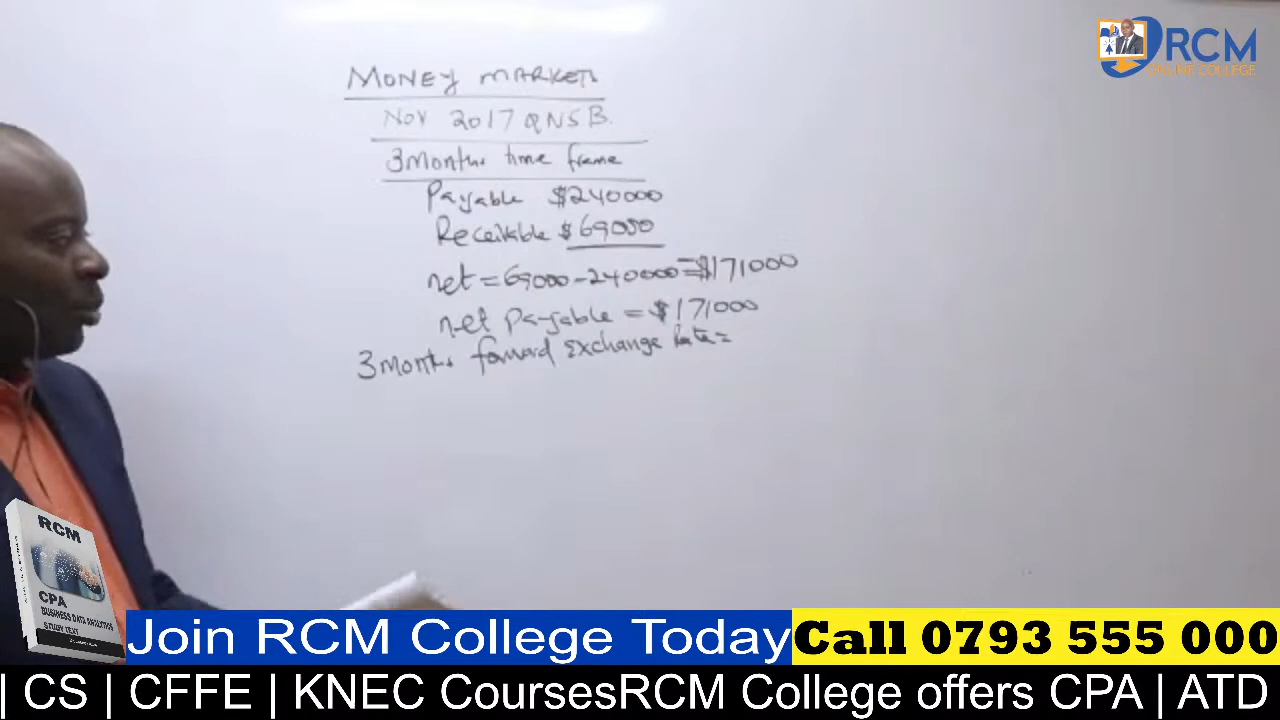 RCM
ONLINE COLLEGE
MONEY MARKETS
NOV 2017 QN5B.
3months time frame
Payable $240000
Receivable $69000
net = 69000-240000=-$171000
net payable = $171000
3months forward exchange Rate=
RCM
CPA
BUSINESS DATA ANALYTICS
STUDY TEXT
Join RCM College Today
Call 0793 555 000
| CS | CFFE | KNEC CoursesRCM College offers CPA | ATD